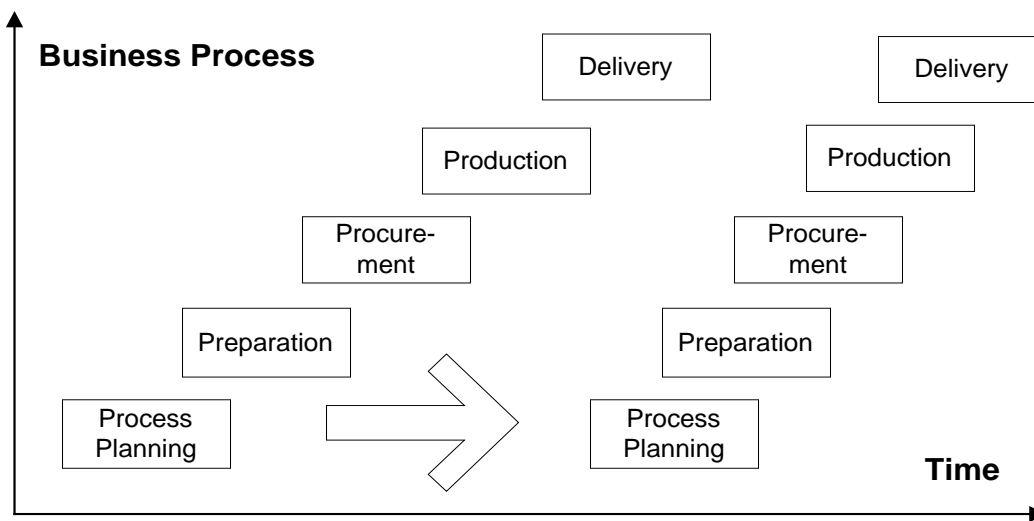 Business Process
Delivery
Delivery
Production
Production
Procure-
ment
Procure-
ment
Preparation
Preparation
Process
Planning
Process
Planning
Time